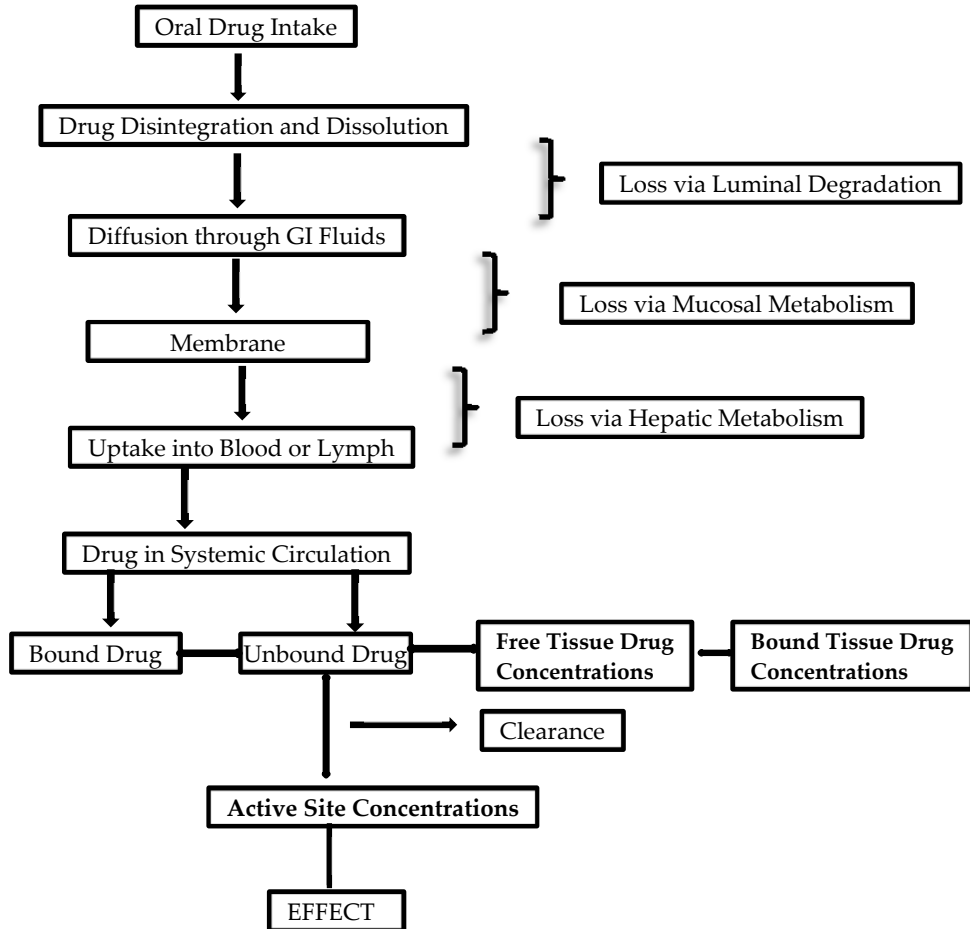 Oral Drug Intake
Drug Disintegration and Dissolution
Loss via Luminal Degradation
Diffusion through GI Fluids
Loss via Mucosal Metabolism
Membrane
Loss via Hepatic Metabolism
Uptake into Blood or Lymph
Drug in Systemic Circulation
Bound Drug
Unbound Drug
Free Tissue Drug
Concentrations
Bound Tissue Drug
Concentrations
Clearance
Active Site Concentrations
EFFECT